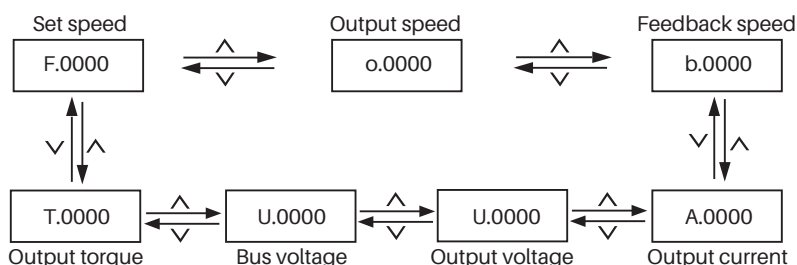 Set speed
Output speed
Feedback speed
F.0000
o.0000
b.0000
T.0000
U.0000
U.0000
A.0000
Output torque
Bus voltage
Output voltage
Output current